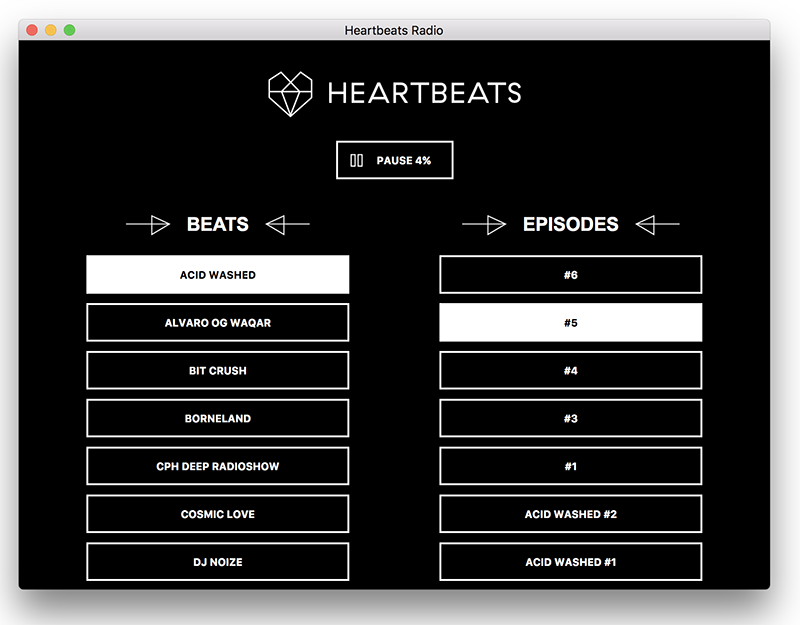 Heartbeats Radio
HEARTBEATS
PAUSE 4%
BEATS
ACID WASHED
ALVARO OG WAQAR
BIT CRUSH
BORNELAND
CPH DEEP RADIOSHOW
COSMIC LOVE
DJ NOIZE
EPISODES
#6
#5
#4
#3
#1
ACID WASHED #2
ACID WASHED #1